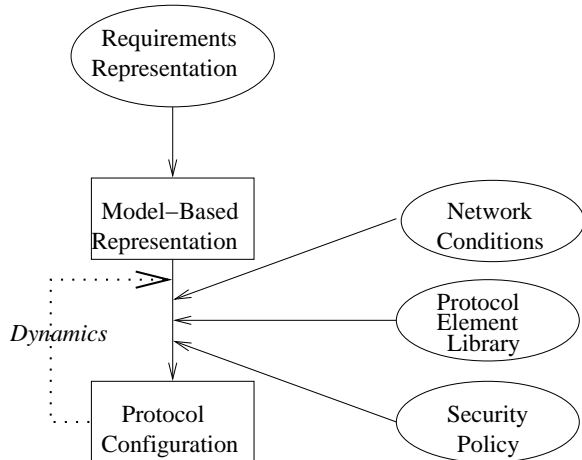 Requirements
Representation
Model-Based
Representation
Network
Conditions
Protocol
Element
Library
Dynamics
Protocol
Configuration
Security
Policy